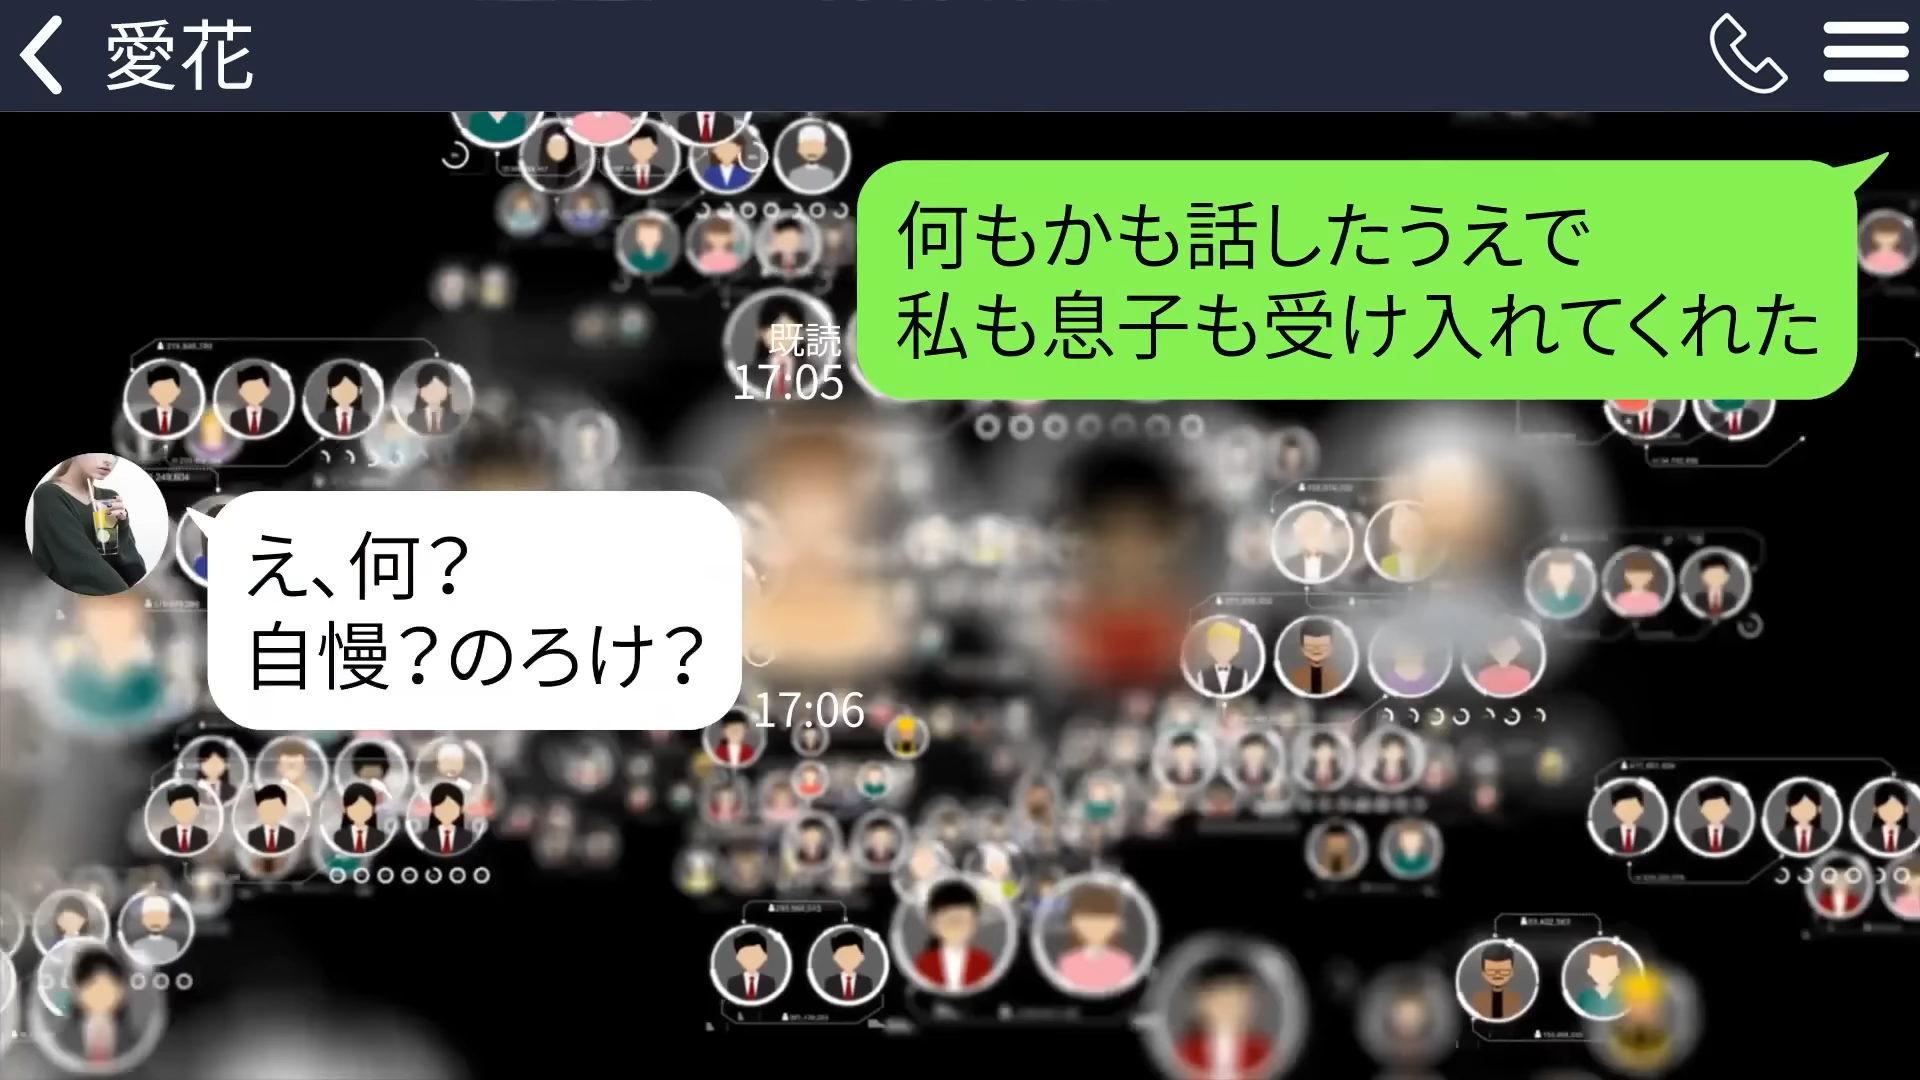 愛花
何もかも話したうえで
私も息子も受け入れてくれた
既読
17:05
え、何？
自慢？のろけ？
17:06